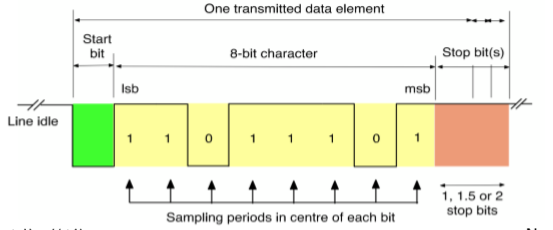 One transmitted data element
Start
bit
8-bit character
Stop bit(s)
lsb
msb
Line idle
1 1 0 1 1 1 0 1
Sampling periods in centre of each bit
1, 1.5 or 2
stop bits